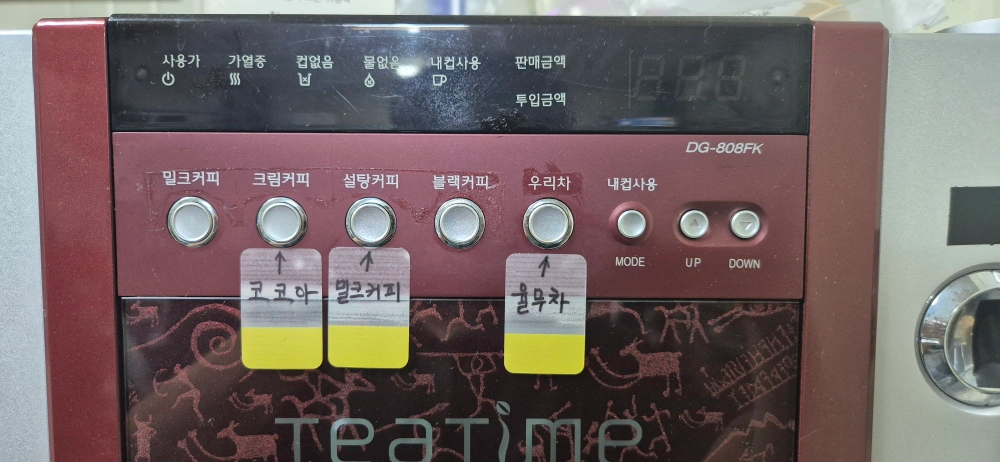 사용가 가열중 컵없음 물없음 내컵사용 판매금액
투입금액
DG-808FK
밀크커피 크림커피 설탕커피 블랙커피 우리차 내컵사용
MODE UP DOWN
코코아 밀크커피 율무차
TEATIME